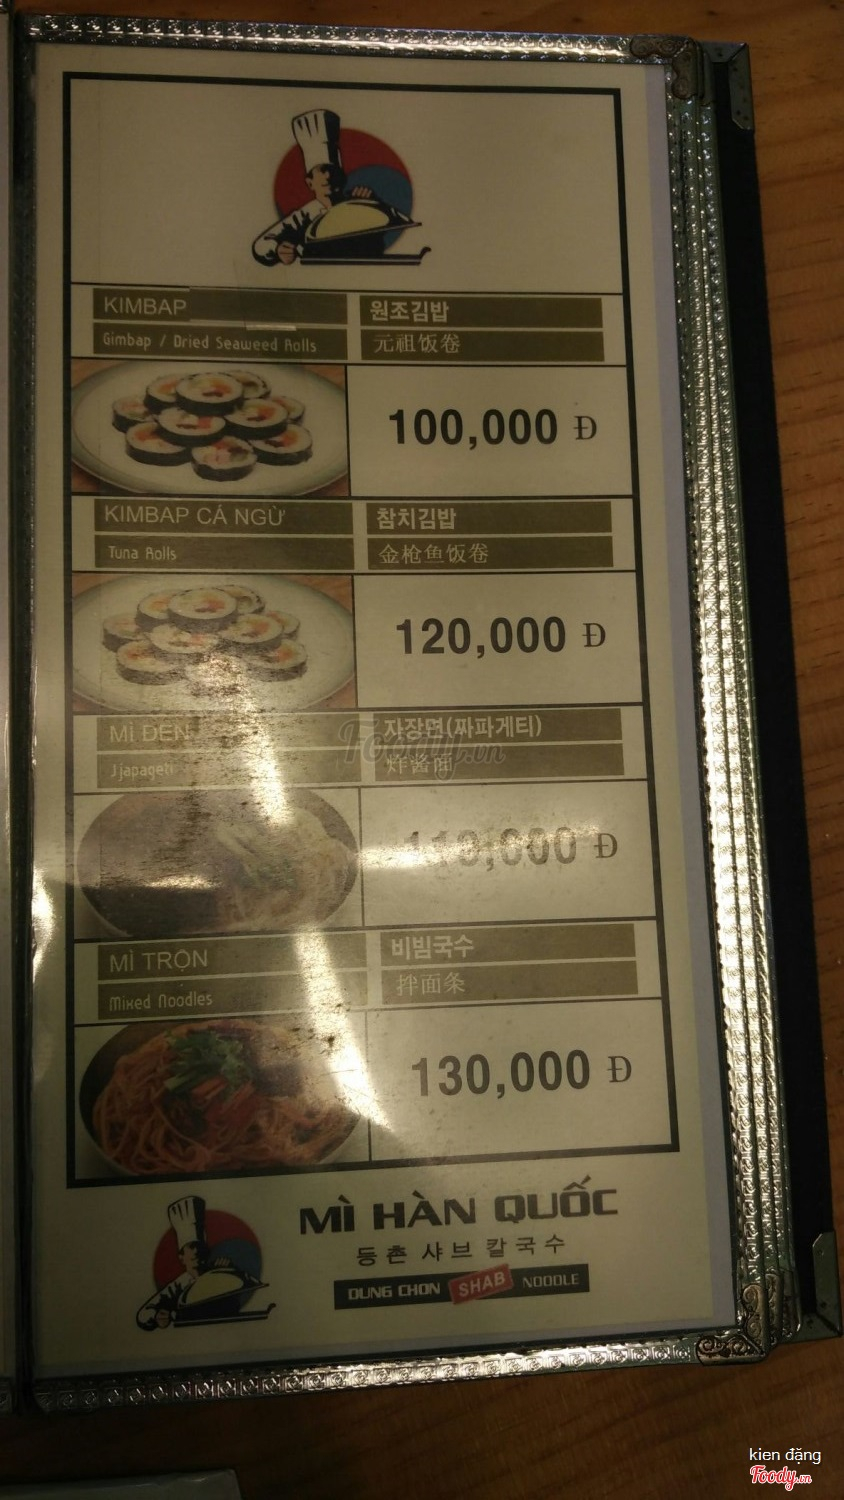 KIMBAP
원조김밥
Gimbap / Dried Seaweed Rolls
元祖饭卷
100,000 Đ
KIMBAP CÁ NGỪ
참치김밥
Tuna Rolls
金枪鱼饭卷
120,000 Đ
MÌ ĐEN
자장면(짜파게티)
Jjapageti
炸酱面
Foody.vn
Đ
MÌ TRỘN
비빔국수
Mixed Noodles
拌面条
130,000 Đ
MÌ HÀN QUỐC
등촌 샤브 칼국수
DUNG CHON SHAB NOODLE
kien đặng
Foody.vn